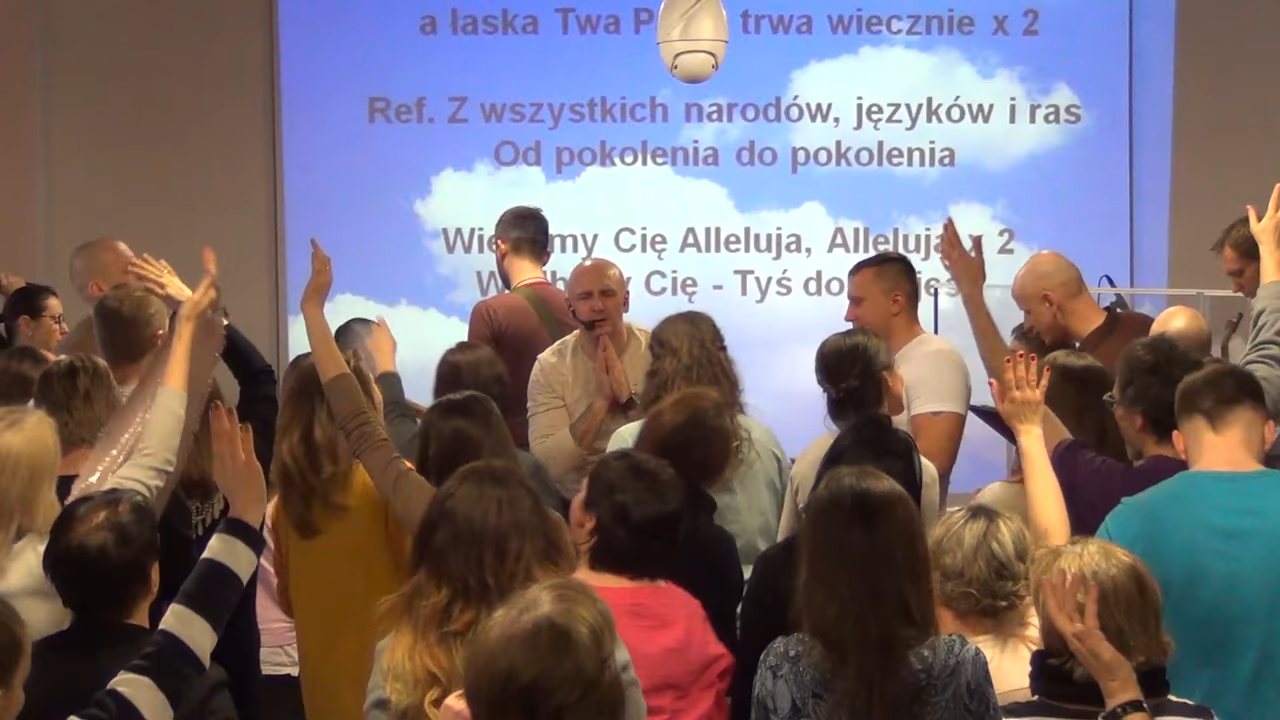 a łaska Twa trwa wiecznie x 2
Ref. Z wszystkich narodów, języków i ras
Od pokolenia do pokolenia
Cię Alleluja, Alleluja x 2
Cię - Tyś